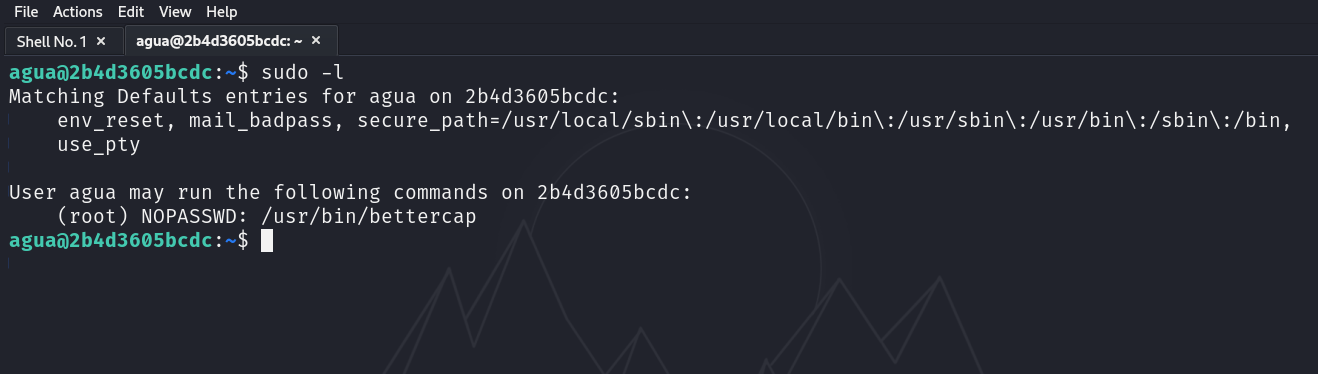 File Actions Edit View Help
Shell No. 1 × agua@2b4d3605bcdc: ~ ×
agua@2b4d3605bcdc:~$ sudo -l
Matching Defaults entries for agua on 2b4d3605bcdc:
    env_reset, mail_badpass, secure_path=/usr/local/sbin\:/usr/local/bin\:/usr/sbin\:/usr/bin\:/sbin\:/bin,
    use_pty

User agua may run the following commands on 2b4d3605bcdc:
    (root) NOPASSWD: /usr/bin/bettercap
agua@2b4d3605bcdc:~$